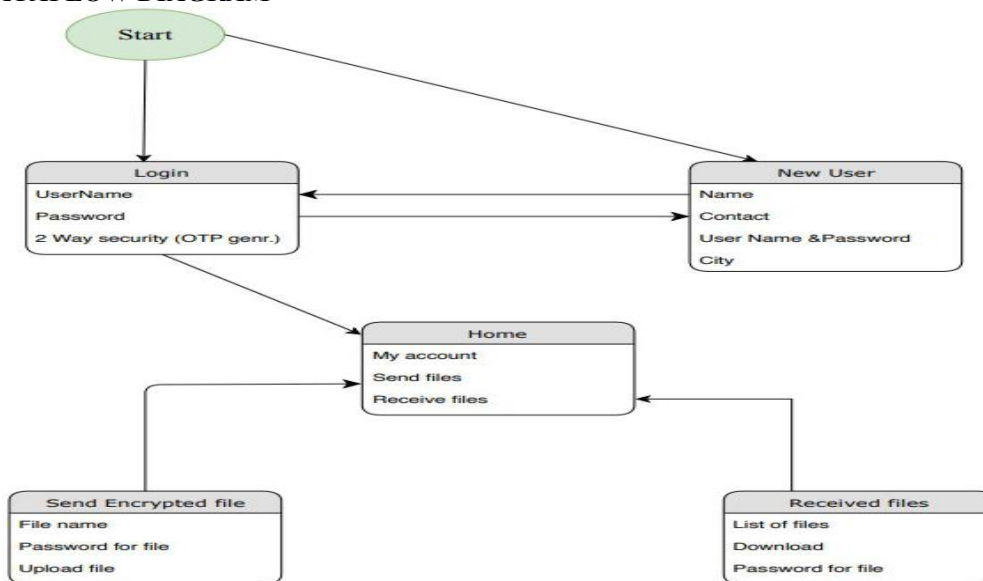 Start
Login
UserName
Password
2 Way security (OTP genr.)
New User
Name
Contact
User Name &Password
City
Home
My account
Send files
Receive files
Send Encrypted file
File name
Password for file
Upload file
Received files
List of files
Download
Password for file